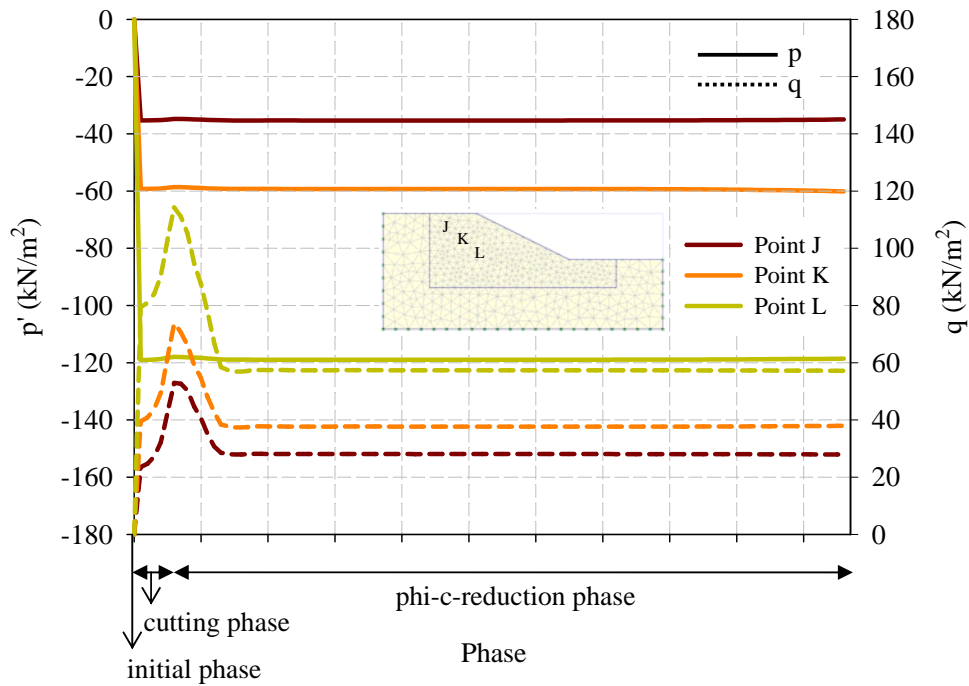 0
-20
-40
-60
-80
-100
-120
-140
-160
-180
p' (kN/m²)
180
160
140
120
100
80
60
40
20
0
q (kN/m²)
p
q
J
K
L
Point J
Point K
Point L
phi-c-reduction phase
cutting phase
initial phase
Phase